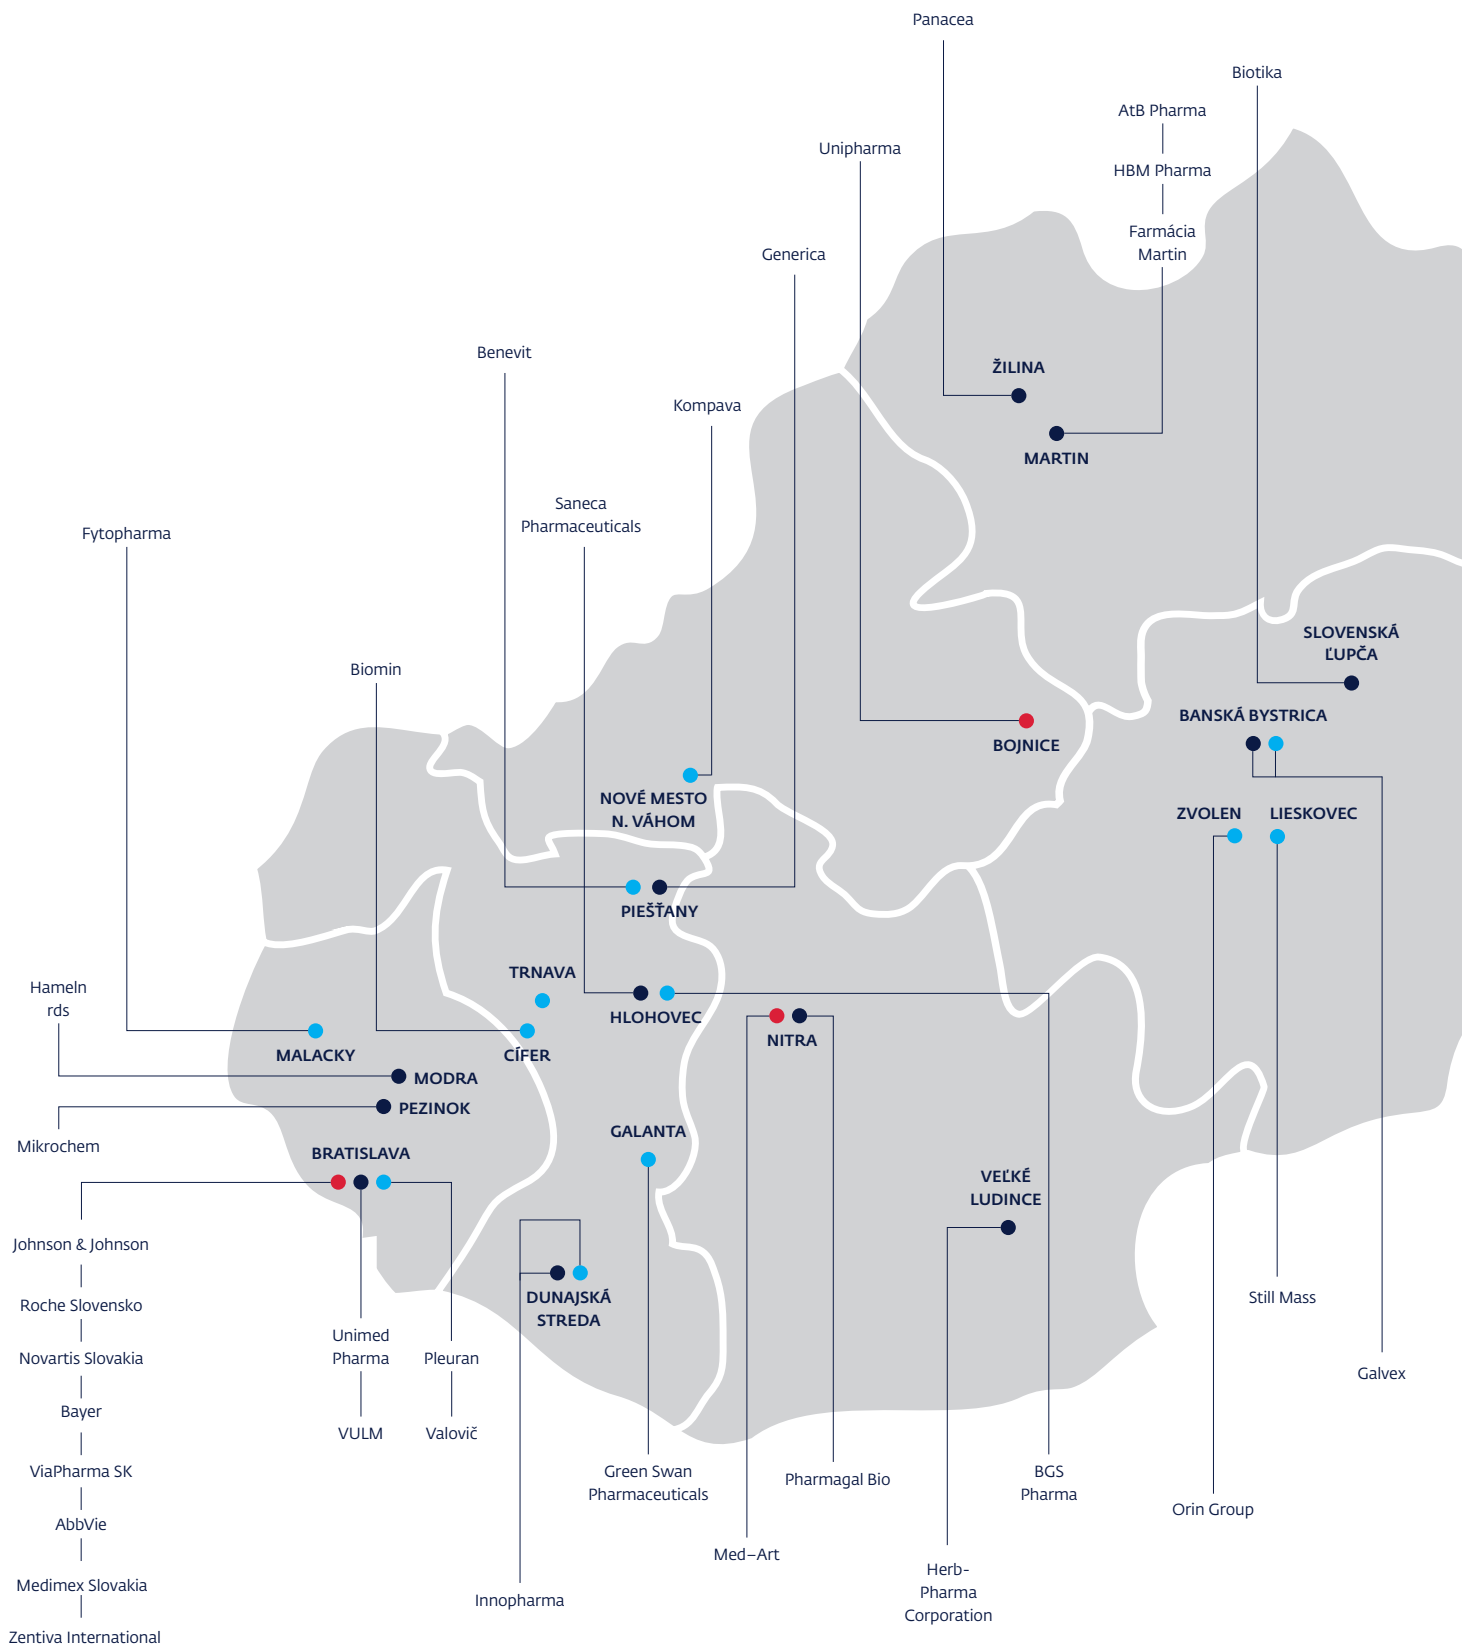 Panacea
Biotika
AtB Pharma
Unipharma
HBM Pharma
Farmácia
Martin
Generica
Benevit
ŽILINA
Kompava
MARTIN
Saneca
Pharmaceuticals
Fytopharma
SLOVENSKÁ
ĽUPČA
Biomin
BANSKÁ BYSTRICA
BOJNICE
NOVÉ MESTO
N. VÁHOM
ZVOLEN
LIESKOVEC
PIEŠŤANY
TRNAVA
Hameln
rds
HLOHOVEC
NITRA
MALACKY
CÍFER
MODRA
PEZINOK
Mikrochem
GALANTA
BRATISLAVA
VEĽKÉ
LUDINCE
Johnson & Johnson
DUNAJSKÁ
STREDA
Still Mass
Roche Slovensko
Unimed
Pharma
Novartis Slovakia
Pleuran
Galvex
Bayer
VULM
Valovič
ViaPharma SK
Green Swan
Pharmaceuticals
Pharmagal Bio
BGS
Pharma
Orin Group
AbbVie
Med–Art
Herb-
Pharma
Corporation
Medimex Slovakia
Innopharma
Zentiva International